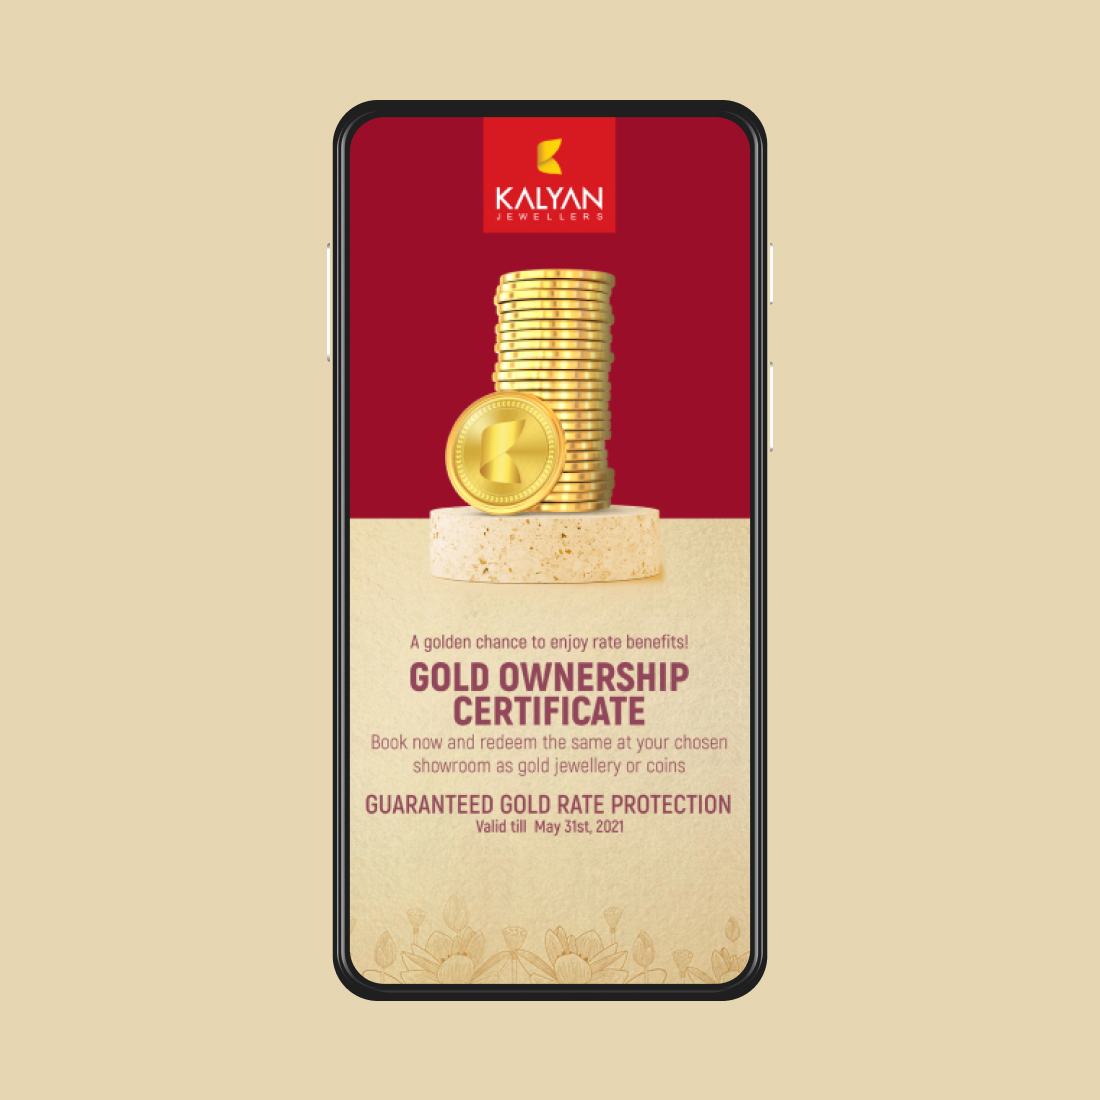 KALYAN
JEWELLERS
A golden chance to enjoy rate benefits!
GOLD OWNERSHIP
CERTIFICATE
Book now and redeem the same at your chosen
showroom as gold jewellery or coins
GUARANTEED GOLD RATE PROTECTION
Valid till May 31st, 2021